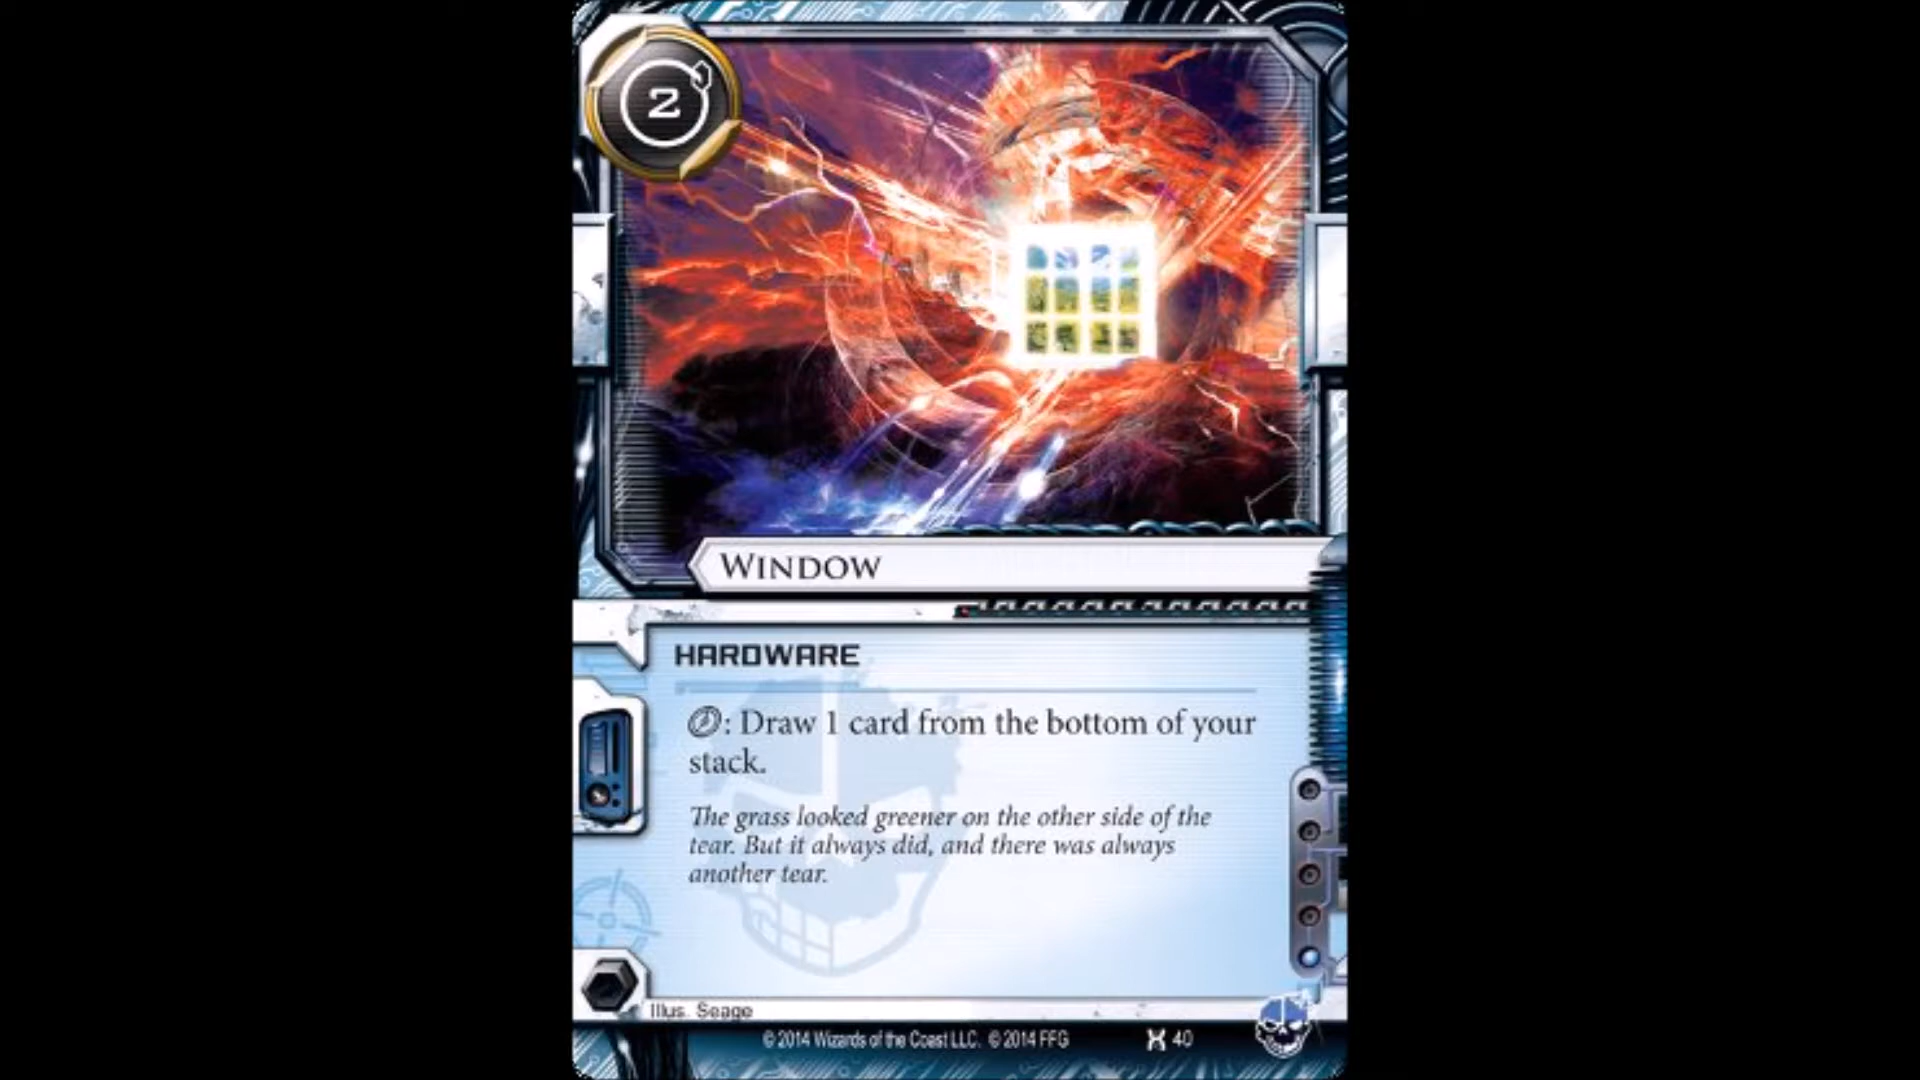 2
WINDOW
HARDWARE
: Draw 1 card from the bottom of your
stack.
The grass looked greener on the other side of the
tear. But it always did, and there was always
another tear.
Illus. Seage
© 2014 Wizards of the Coast LLC. © 2014 FFG 40